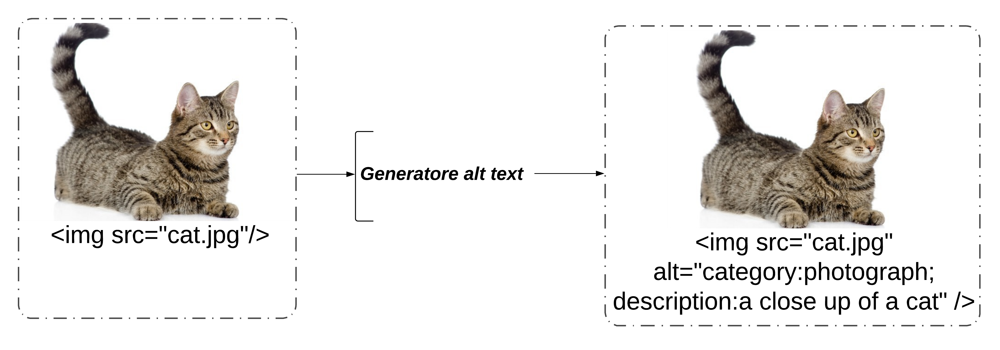 <img src="cat.jpg"/>
Generatore alt text
<img src="cat.jpg"
alt="category:photograph;
description:a close up of a cat" />